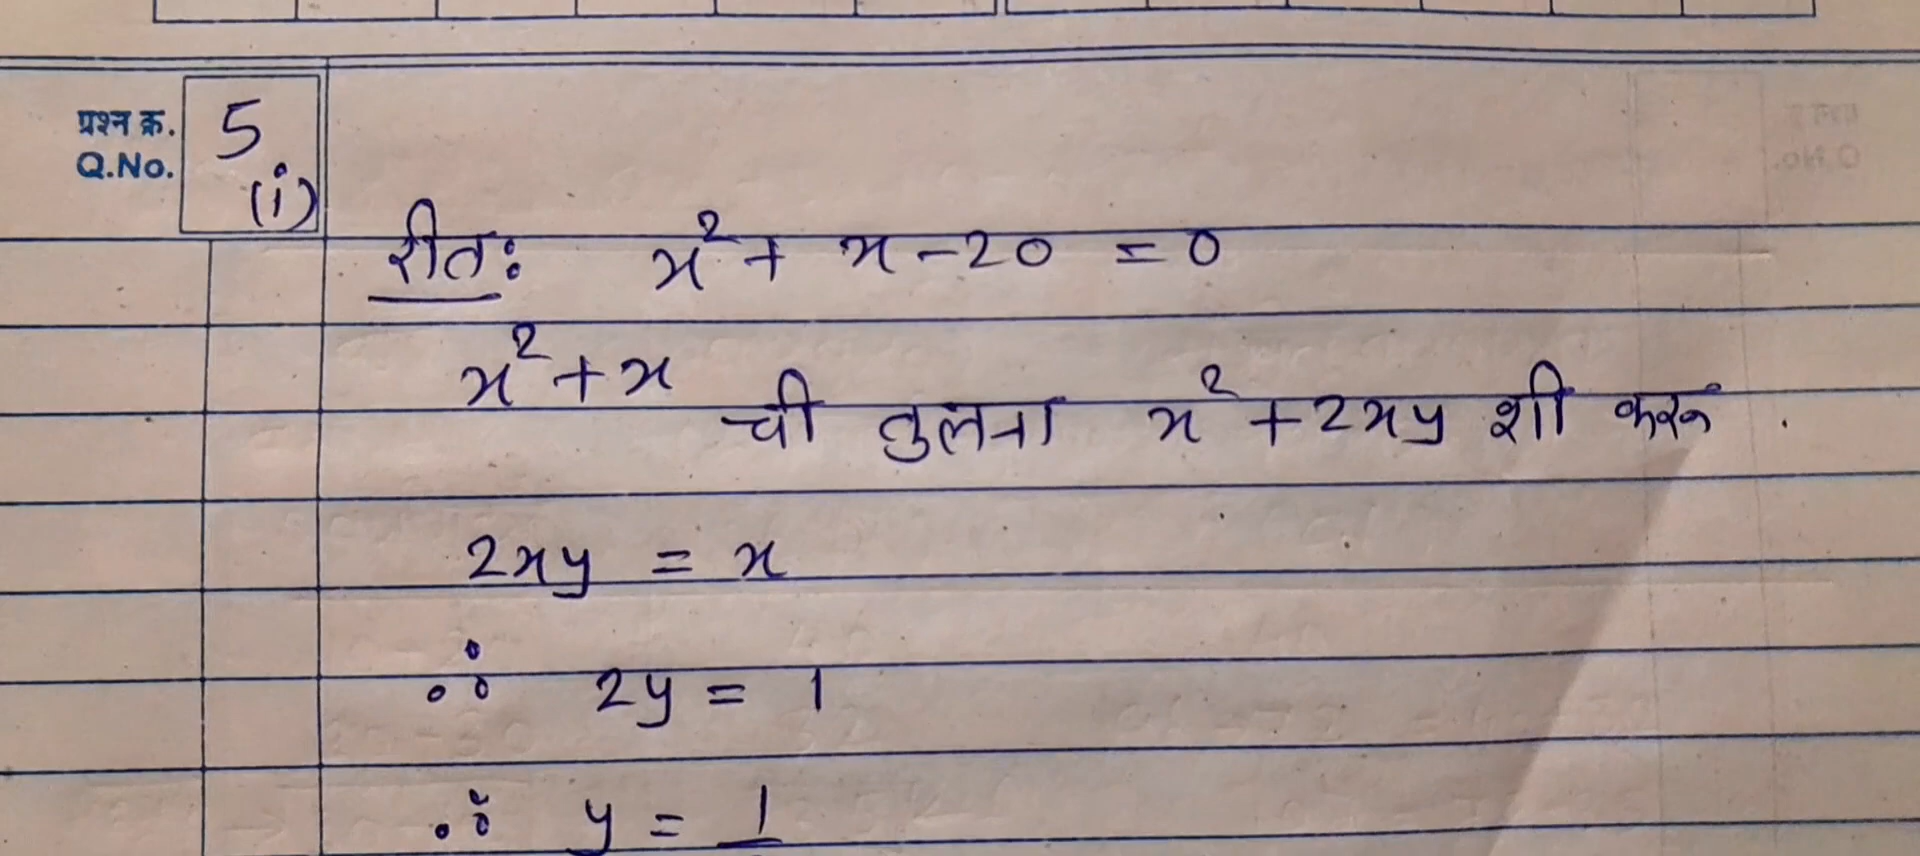 प्रश्न क्र.
Q.No.
5
(i)
रीत: x² + x - 20 = 0
x² + x ची तुलना x² + 2xy शी करू .
2xy = x
∴ 2y = 1
∴ y = 1